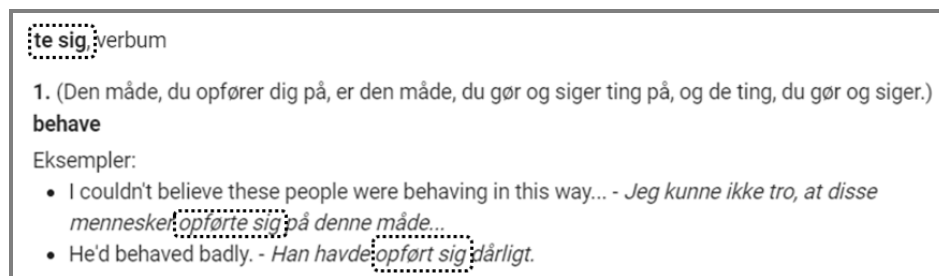 te sig, verbum
1. (Den måde, du opfører dig på, er den måde, du gør og siger ting på, og de ting, du gør og siger.)
behave
Eksempler:
• I couldn't believe these people were behaving in this way... - Jeg kunne ikke tro, at disse
mennesker opførte sig på denne måde...
• He'd behaved badly. - Han havde opført sig dårligt.